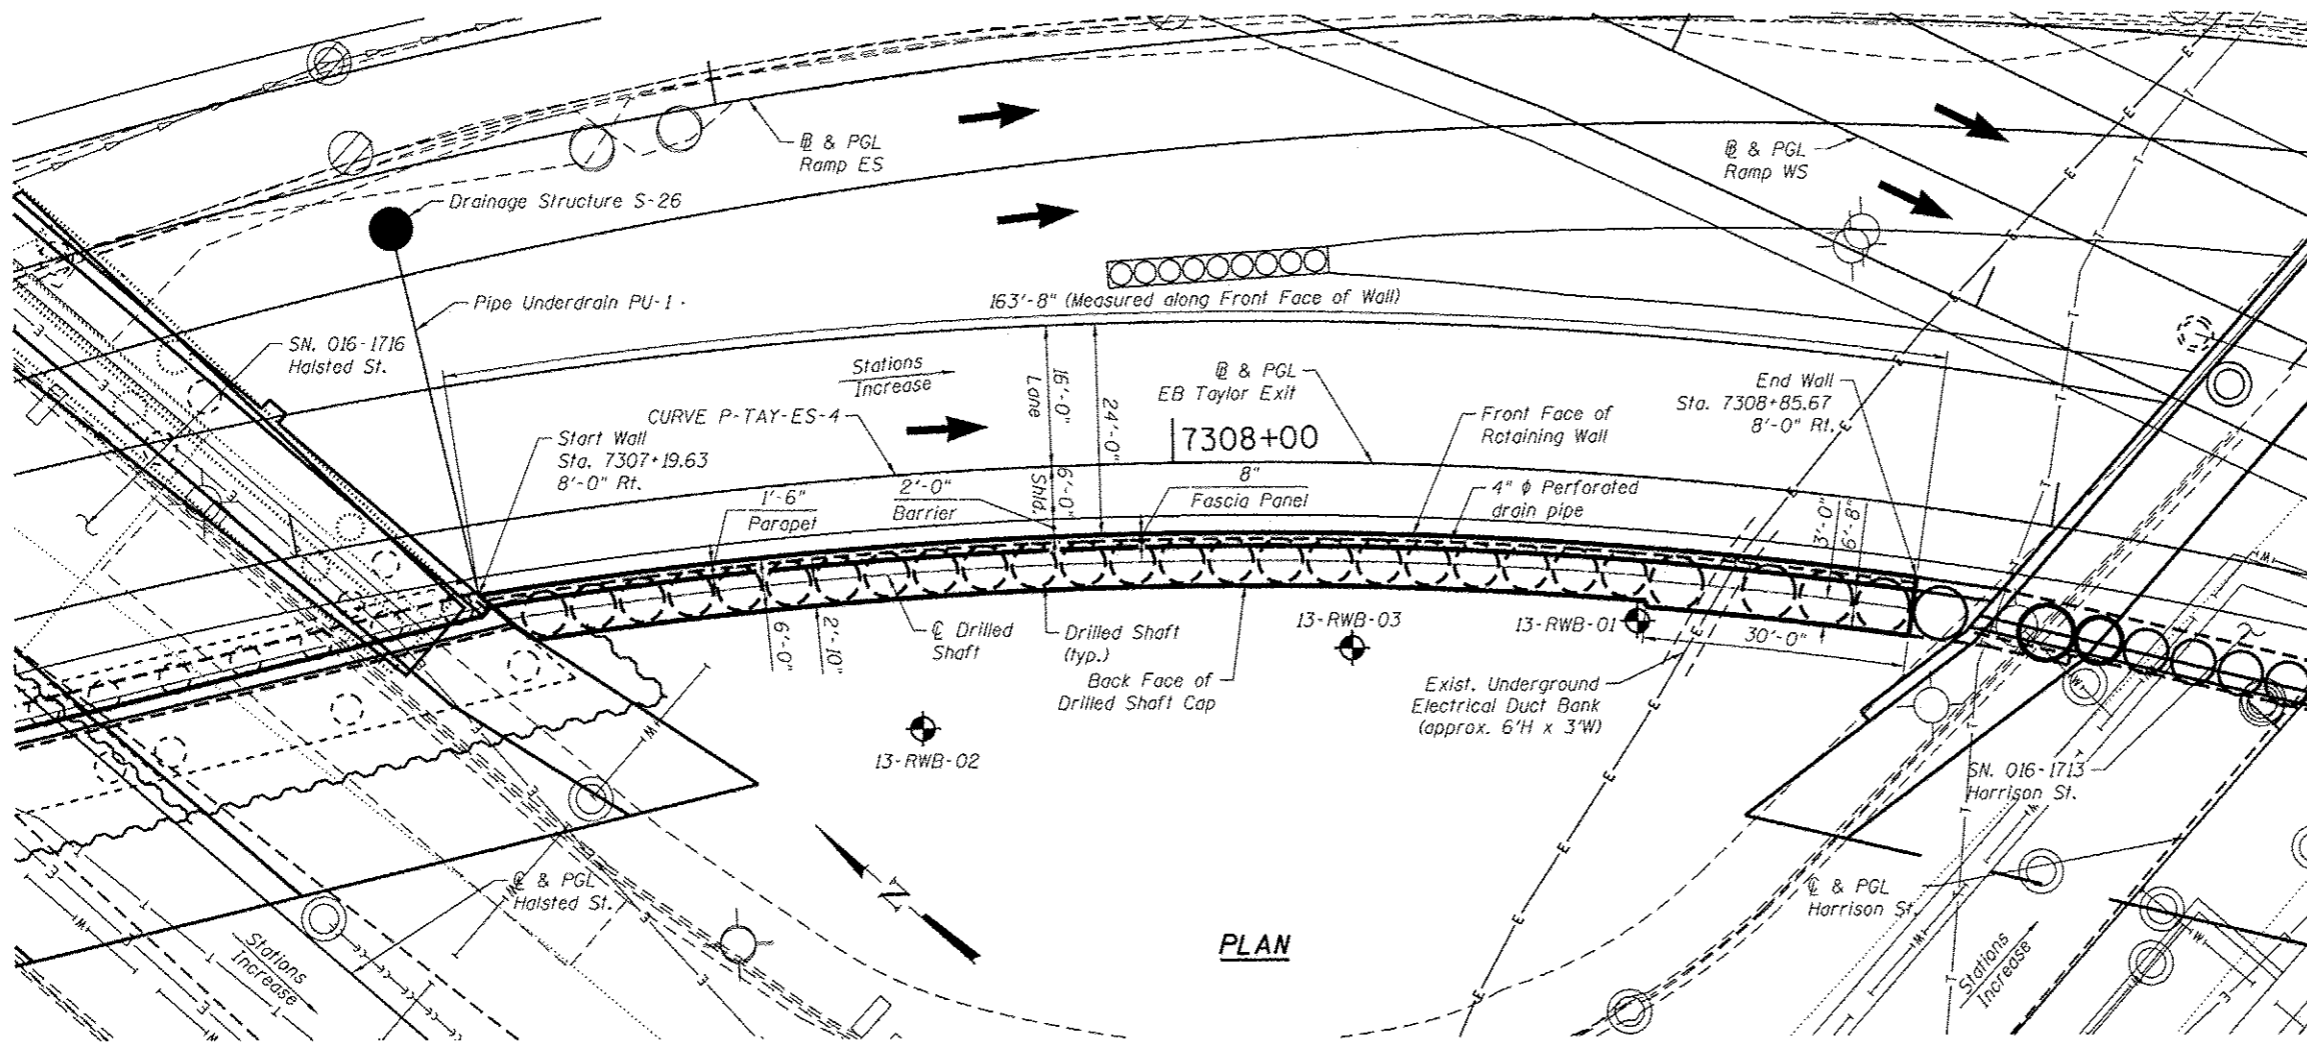 ℄ & PGL
Ramp ES
℄ & PGL
Ramp WS
Drainage Structure S-26
Pipe Underdrain PU-1
163'-8" (Measured along Front Face of Wall)
SN. 016-1716
Halsted St.
Stations
Increase
16'-0"
Lane
24'-0"
6'-0"
Shld.
℄ & PGL
EB Taylor Exit
End Wall
Sta. 7308+85.67
8'-0" Rt.
CURVE P-TAY-ES-4
Start Wall
Sta. 7307+19.63
8'-0" Rt.
7308+00
Front Face of
Retaining Wall
1'-6"
Parapet
2'-0"
Barrier
8"
Fascia Panel
4" ϕ Perforated
drain pipe
3'-0"
6'-8"
6'-0"
2'-10"
℄ Drilled
Shaft
Drilled Shaft
(typ.)
Back Face of
Drilled Shaft Cap
13-RWB-03
13-RWB-01
30'-0"
Exist. Underground
Electrical Duct Bank
(approx. 6'H x 3'W)
13-RWB-02
SN. 016-1713
Harrison St.
℄ & PGL
Halsted St.
℄ & PGL
Harrison St.
N
Stations
Increase
Stations
Increase
PLAN